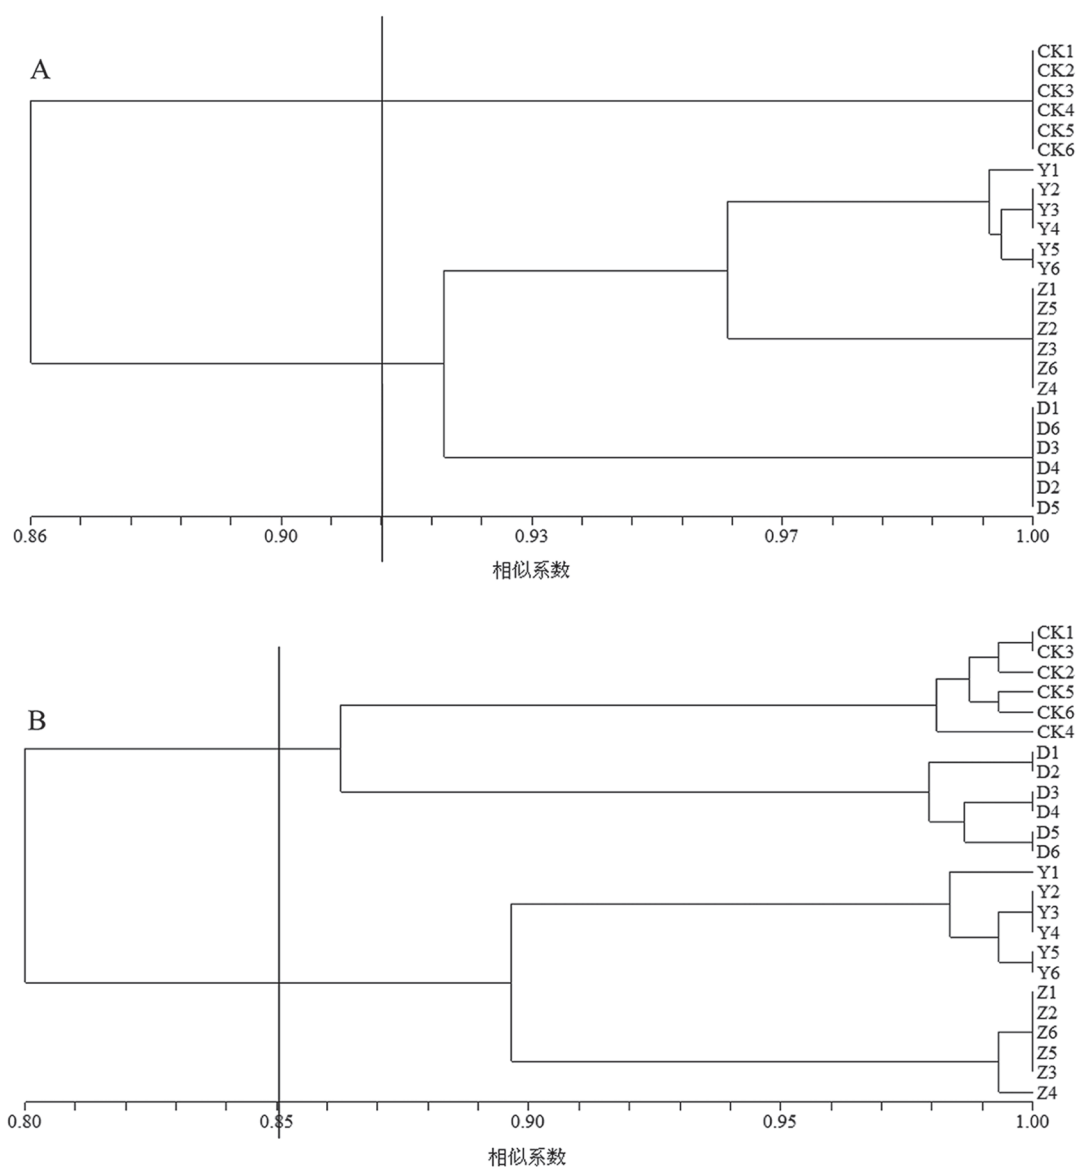 A
CK1
CK2
CK3
CK4
CK5
CK6
Y1
Y2
Y3
Y4
Y5
Y6
Z1
Z5
Z2
Z3
Z6
Z4
D1
D6
D3
D4
D2
D5
0.86 0.90 0.93 0.97 1.00
相似系数
B
CK1
CK3
CK2
CK5
CK6
CK4
D1
D2
D3
D4
D5
D6
Y1
Y2
Y3
Y4
Y5
Y6
Z1
Z2
Z6
Z5
Z3
Z4
0.80 0.85 0.90 0.95 1.00
相似系数